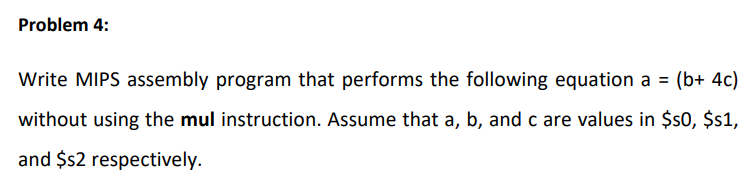 Problem 4:
Write MIPS assembly program that performs the following equation a = (b+ 4c)
without using the mul instruction. Assume that a, b, and c are values in $s0, $s1,
and $s2 respectively.